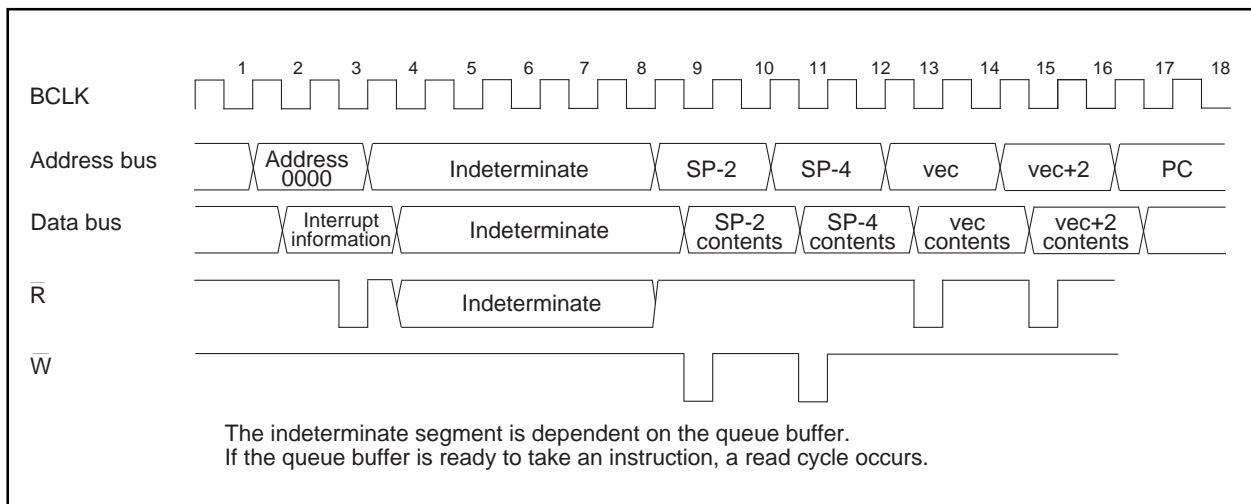 1 2 3 4 5 6 7 8 9 10 11 12 13 14 15 16 17 18
BCLK
Address bus
Address
0000
Indeterminate
SP-2
SP-4
vec
vec+2
PC
Data bus
Interrupt
information
Indeterminate
SP-2
contents
SP-4
contents
vec
contents
vec+2
contents
R̅
Indeterminate
W̅
The indeterminate segment is dependent on the queue buffer.
If the queue buffer is ready to take an instruction, a read cycle occurs.